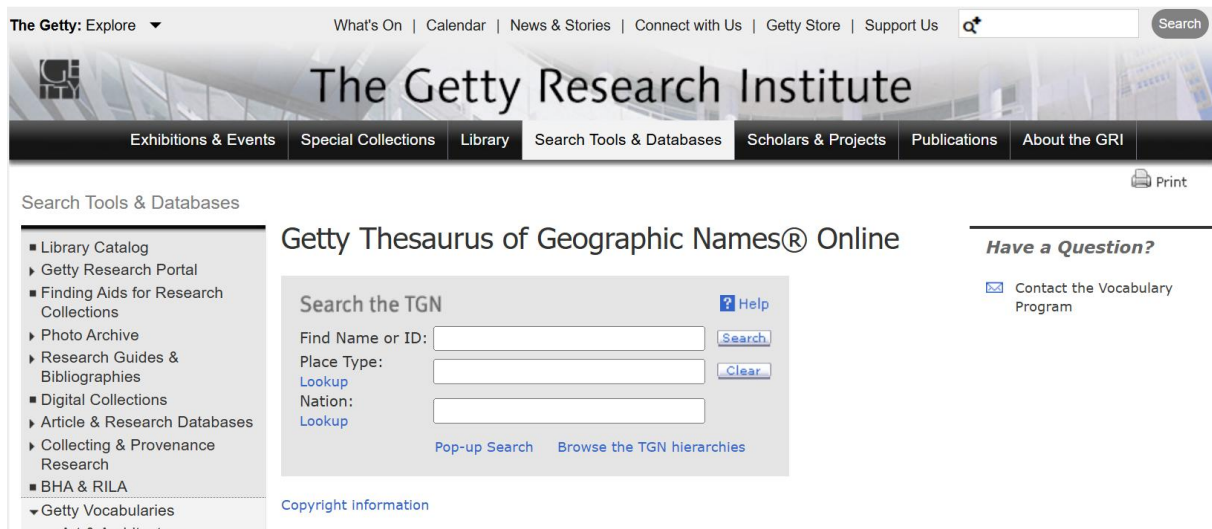 The Getty: Explore
What's On | Calendar | News & Stories | Connect with Us | Getty Store | Support Us
Search
GETTY
The Getty Research Institute
Exhibitions & Events
Special Collections
Library
Search Tools & Databases
Scholars & Projects
Publications
About the GRI
Print
Search Tools & Databases
Library Catalog
Getty Research Portal
Finding Aids for Research
Collections
Photo Archive
Research Guides &
Bibliographies
Digital Collections
Article & Research Databases
Collecting & Provenance
Research
BHA & RILA
Getty Vocabularies
Getty Thesaurus of Geographic Names® Online
Search the TGN
? Help
Find Name or ID:
Search
Place Type:
Lookup
Clear
Nation:
Lookup
Pop-up Search
Browse the TGN hierarchies
Copyright information
Have a Question?
Contact the Vocabulary
Program